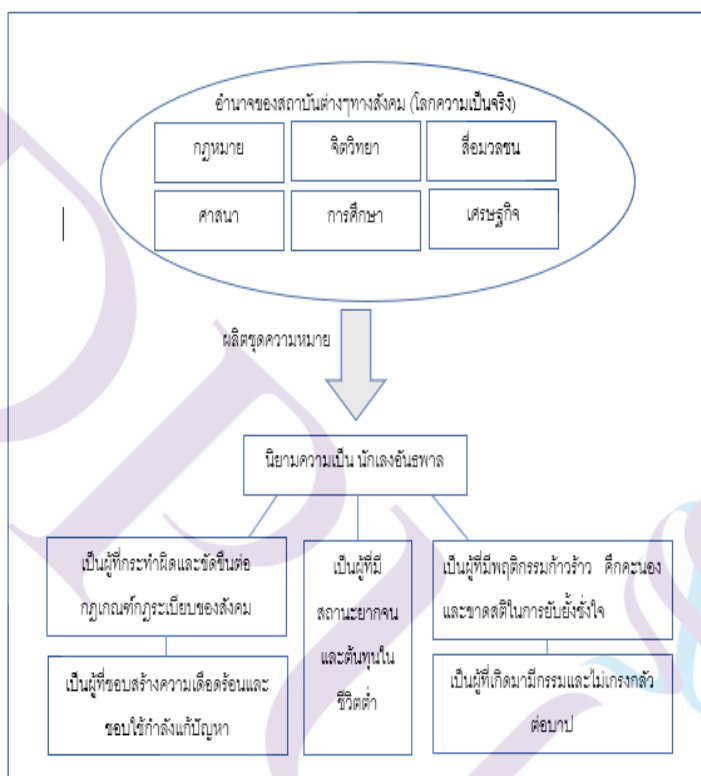 อำนาจของสถาบันต่างๆทางสังคม (โลกความเป็นจริง)
กฎหมาย
จิตวิทยา
สื่อมวลชน
ศาสนา
การศึกษา
เศรษฐกิจ
ผลิตชุดความหมาย
นิยามความเป็น นักเลงอันธพาล
เป็นผู้ที่กระทำผิดและขัดขืนต่อ
กฎเกณฑ์กฎระเบียบของสังคม
เป็นผู้ที่ชอบสร้างความเดือดร้อนและ
ชอบใช้กำลังแก้ปัญหา
เป็นผู้ที่มี
สถานะยากจน
และต้นทุนใน
ชีวิตต่ำ
เป็นผู้ที่มีพฤติกรรมก้าวร้าว คึกคะนอง
และขาดสติในการยับยั้งชั่งใจ
เป็นผู้ที่เกิดมามีกรรมและไม่เกรงกลัว
ต่อบาป